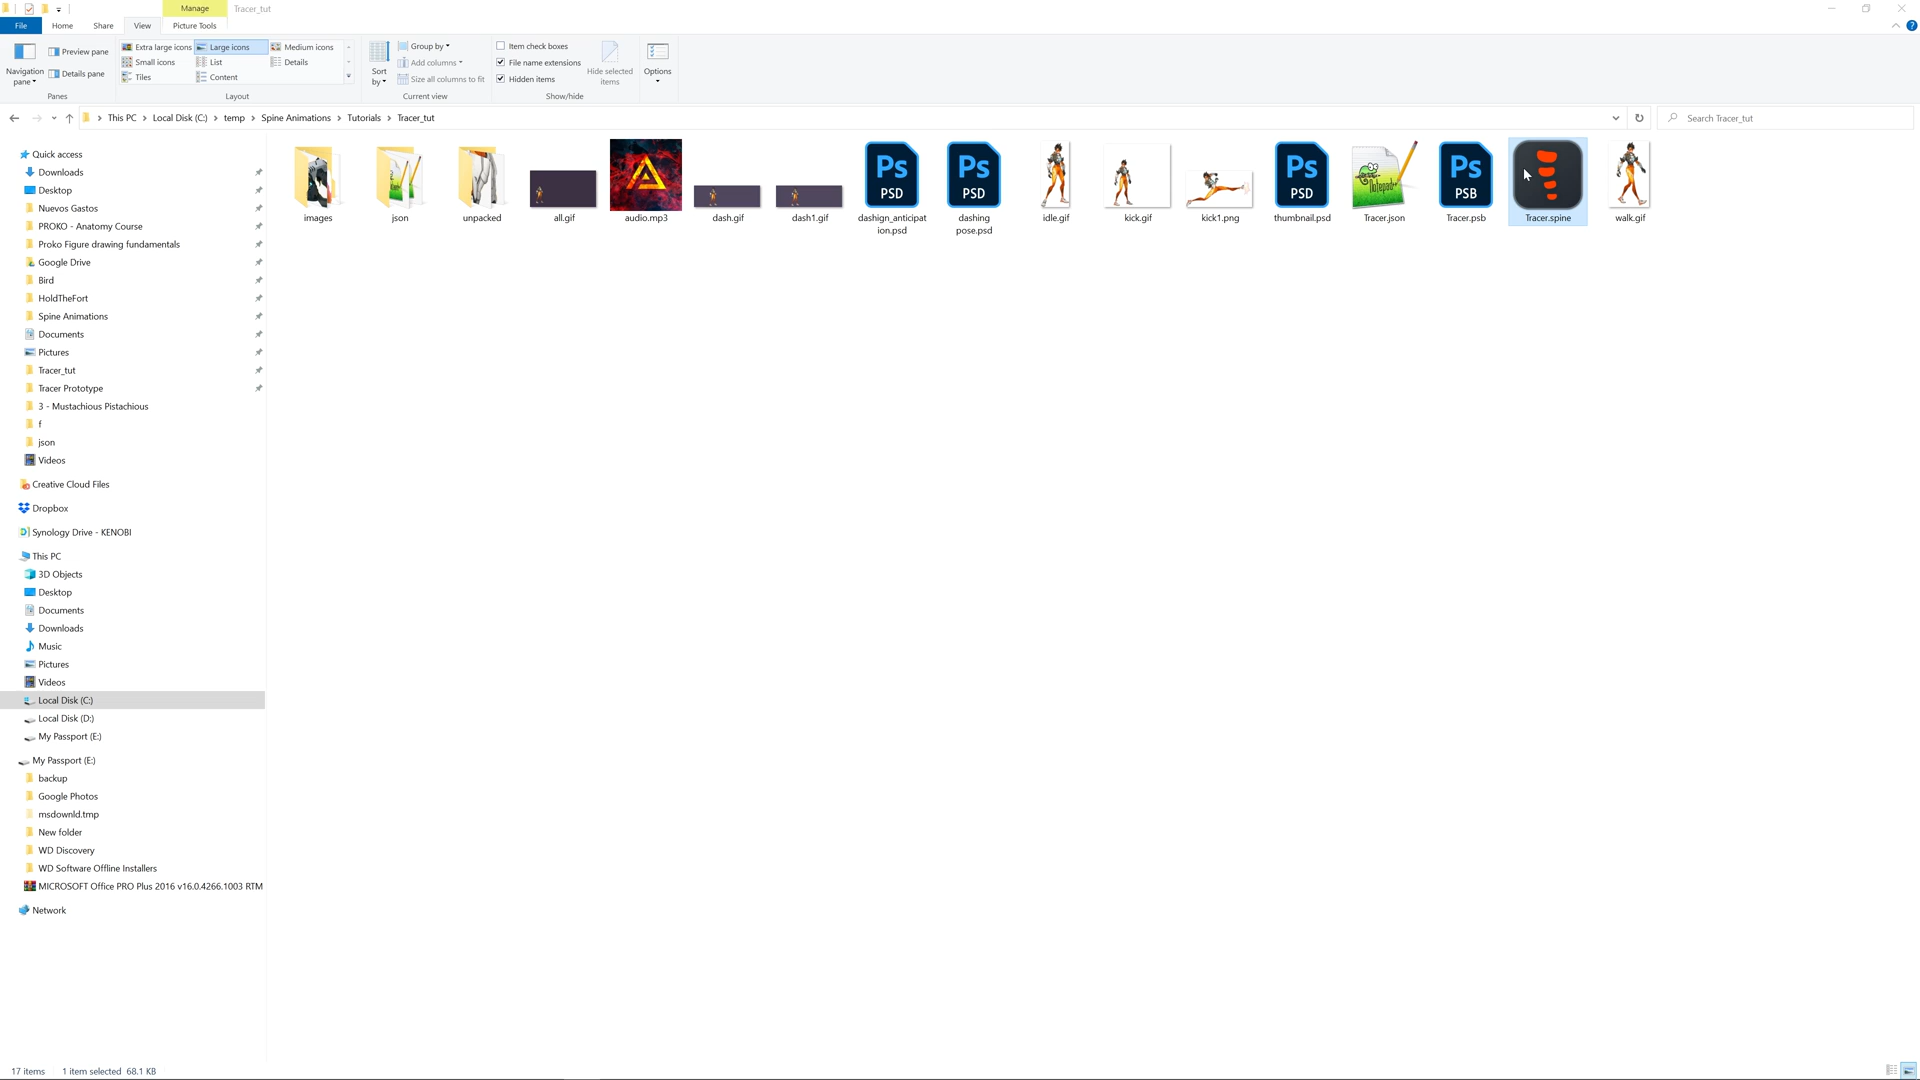 Manage
Tracer_tut
File
Home
Share
View
Picture Tools
Navigation pane
Preview pane
Details pane
Panes
Extra large icons
Large icons
Medium icons
Small icons
List
Details
Tiles
Content
Layout
Sort by
Group by
Add columns
Size all columns to fit
Current view
Item check boxes
File name extensions
Hidden items
Hide selected items
Show/hide
Options
This PC > Local Disk (C:) > temp > Spine Animations > Tutorials > Tracer_tut
Search Tracer_tut
Quick access
Downloads
Desktop
Nuevos Gastos
PROKO - Anatomy Course
Proko Figure drawing fundamentals
Google Drive
Bird
HoldTheFort
Spine Animations
Documents
Pictures
Tracer_tut
Tracer Prototype
3 - Mustachious Pistachious
f
json
Videos
Creative Cloud Files
Dropbox
Synology Drive - KENOBI
This PC
3D Objects
Desktop
Documents
Downloads
Music
Pictures
Videos
Local Disk (C:)
Local Disk (D:)
My Passport (E:)
My Passport (E:)
backup
Google Photos
msdownld.tmp
New folder
WD Discovery
WD Software Offline Installers
MICROSOFT Office PRO Plus 2016 v16.0.4266.1003 RTM
Network
images
json
unpacked
all.gif
audio.mp3
dash.gif
dash1.gif
Ps
PSD
dashign_anticipat
ion.psd
Ps
PSD
dashing
pose.psd
idle.gif
kick.gif
kick1.png
Ps
PSD
thumbnail.psd
Tracer.json
Ps
PSB
Tracer.psb
Tracer.spine
walk.gif
17 items
1 item selected 68.1 KB